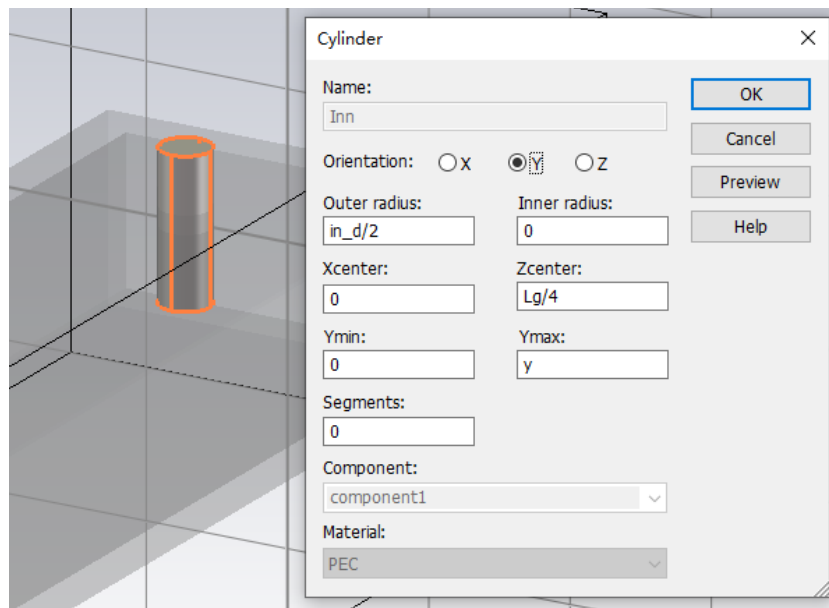 Cylinder
Name:
Inn
OK
Cancel
Orientation: X Y Z
Preview
Outer radius: Inner radius:
in_d/2 0
Help
Xcenter: Zcenter:
0 Lg/4
Ymin: Ymax:
0 y
Segments:
0
Component:
component1
Material:
PEC